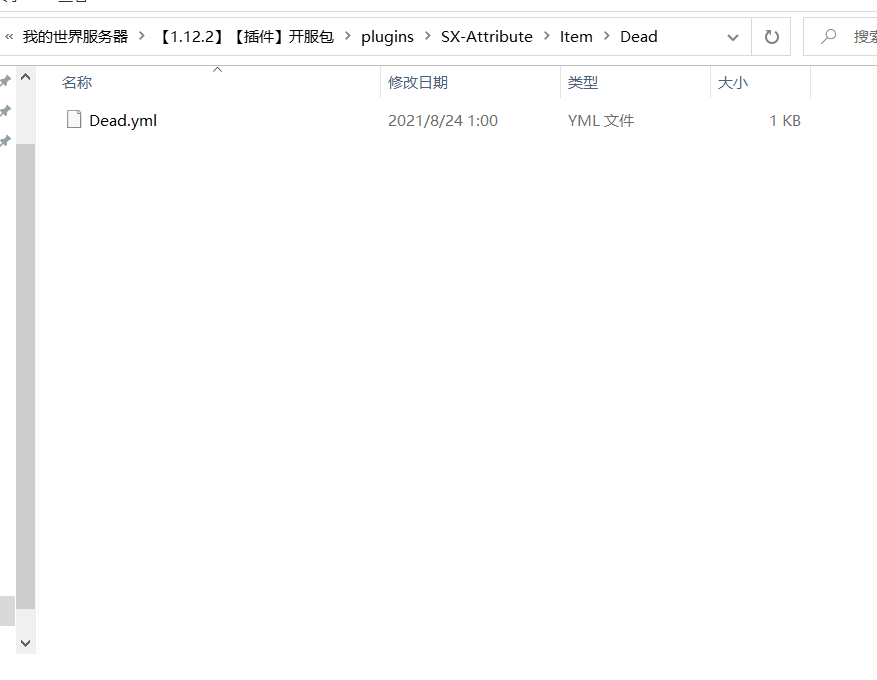 « 我的世界服务器 › 【1.12.2】【插件】开服包 › plugins › SX-Attribute › Item › Dead
搜索
名称 修改日期 类型 大小
Dead.yml 2021/8/24 1:00 YML 文件 1 KB